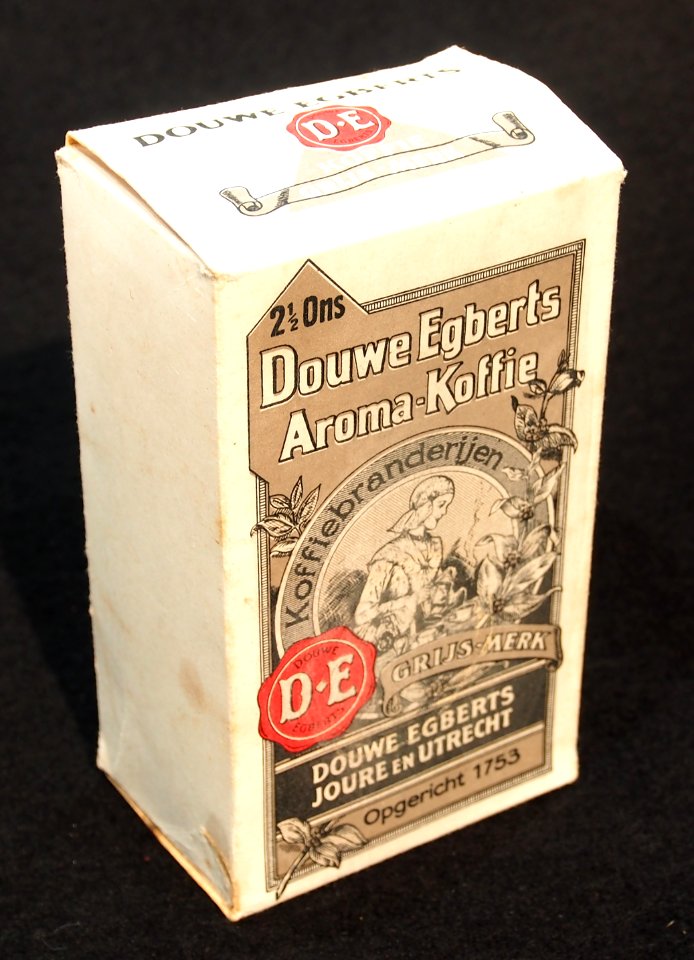 DOUWE EGBERTS
D·E
2½ Ons
Douwe Egberts
Aroma-Koffie
Koffiebranderijen
DOUWE
D·E
EGBERTS
GRIJS-MERK
DOUWE EGBERTS
JOURE EN UTRECHT
Opgericht 1753